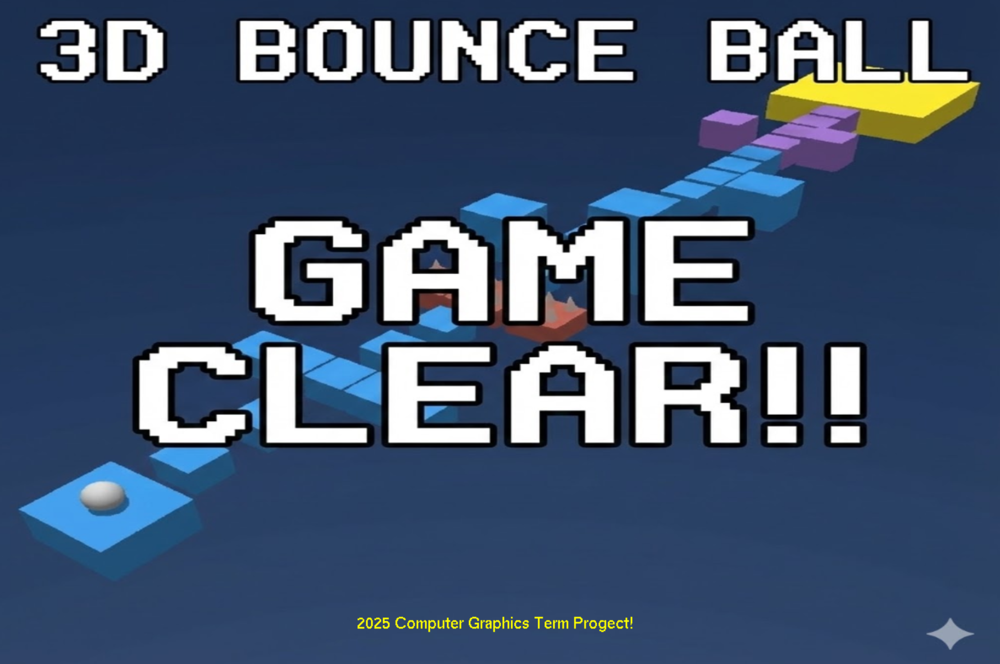 3D BOUNCE BALL
GAME
CLEAR!!
2025 Computer Graphics Term Progect!